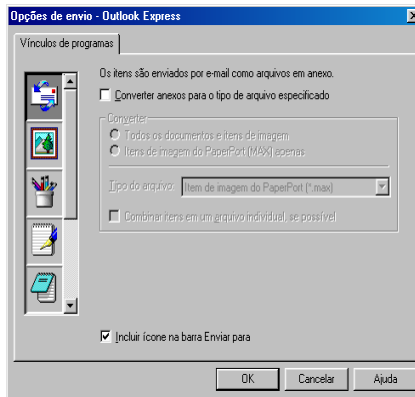 Opções de envio - Outlook Express
Vínculos de programas
Os itens são enviados por e-mail como arquivos em anexo.
Converter anexos para o tipo de arquivo especificado
Converter
Todos os documentos e itens de imagem
Itens de imagem do PaperPort (MAX) apenas
Tipo do arquivo: Item de imagem do PaperPort (*.max)
Combinar itens em um arquivo individual, se possível
Incluir ícone na barra Enviar para
OK Cancelar Ajuda